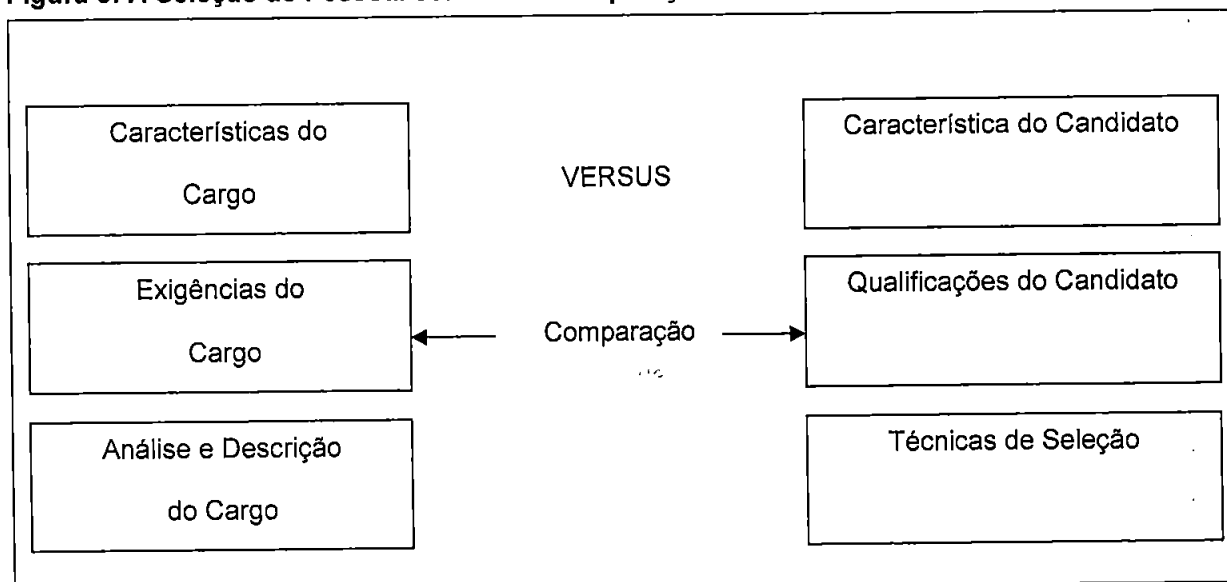 Características do
Cargo
VERSUS
Característica do Candidato
Exigências do
Cargo
Comparação
Qualificações do Candidato
Análise e Descrição
do Cargo
Técnicas de Seleção